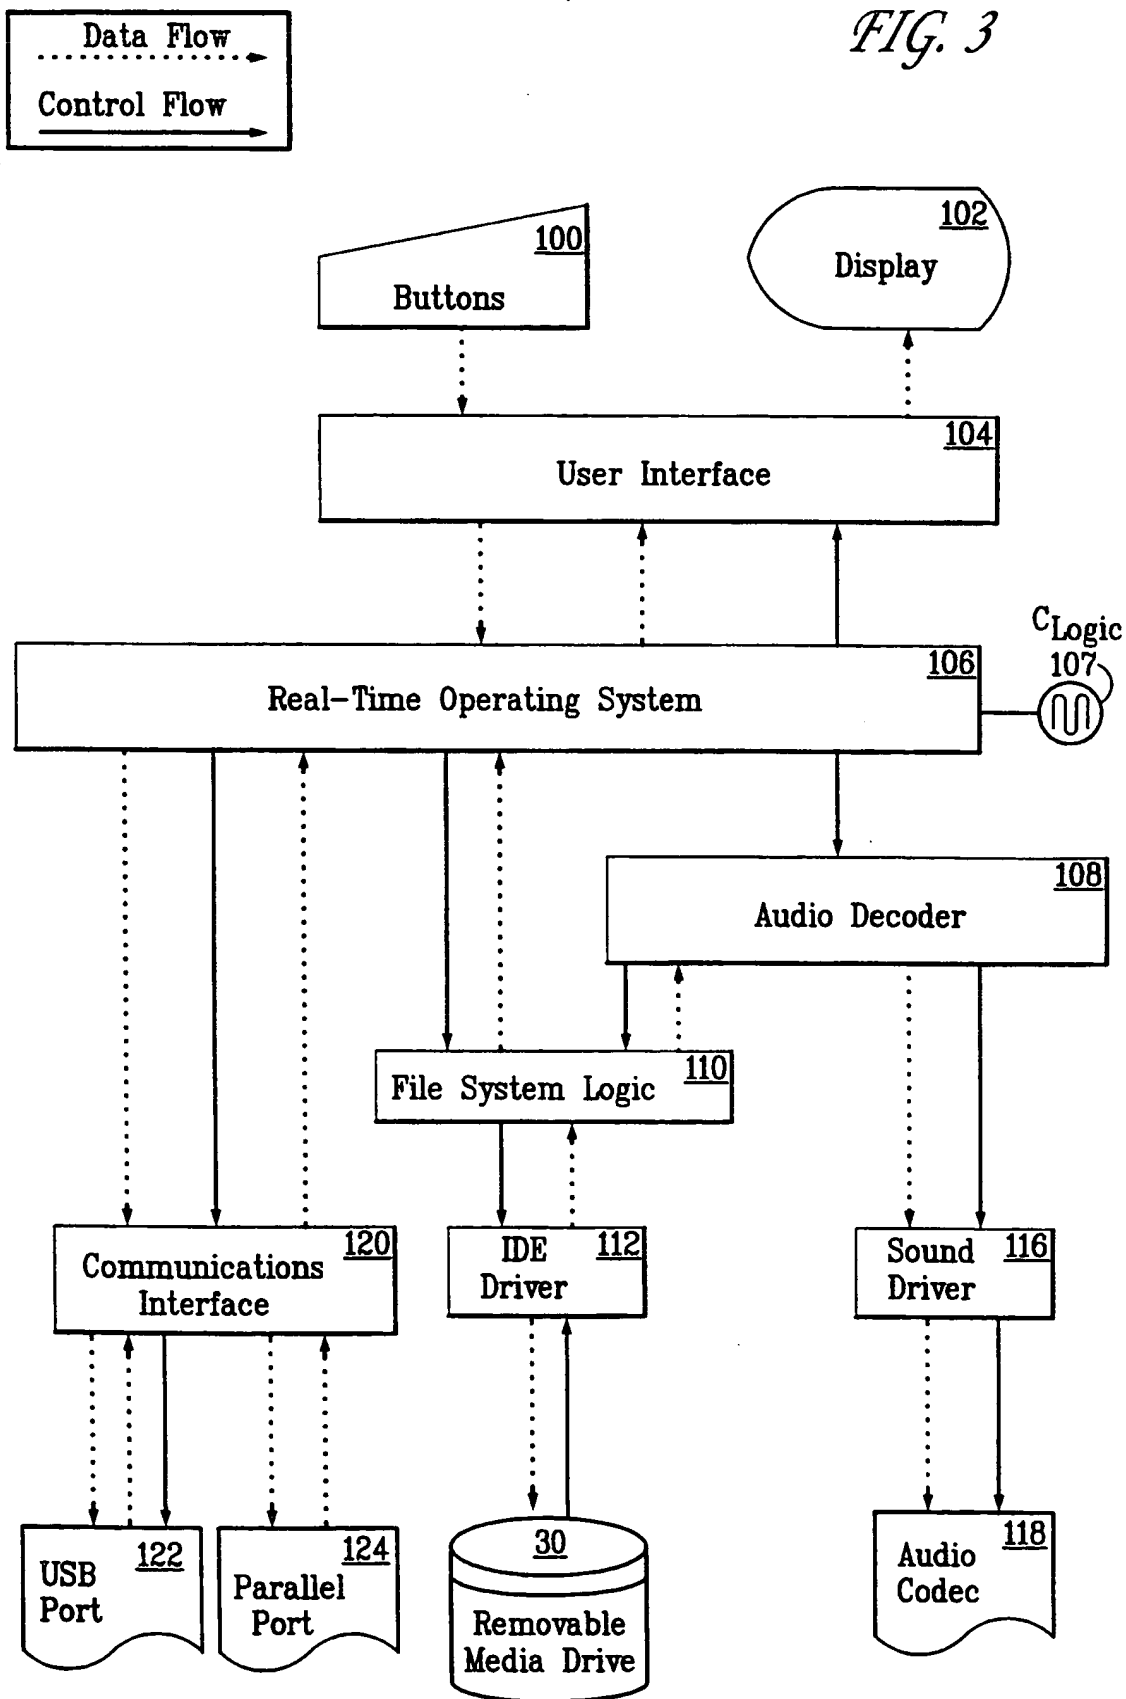 Data Flow
Control Flow
FIG. 3
100
Buttons
102
Display
104
User Interface
106
Real-Time Operating System
CLogic
107
108
Audio Decoder
110
File System Logic
120
Communications
Interface
IDE 112
Driver
Sound 116
Driver
122
USB
Port
124
Parallel
Port
30
Removable
Media Drive
118
Audio
Codec